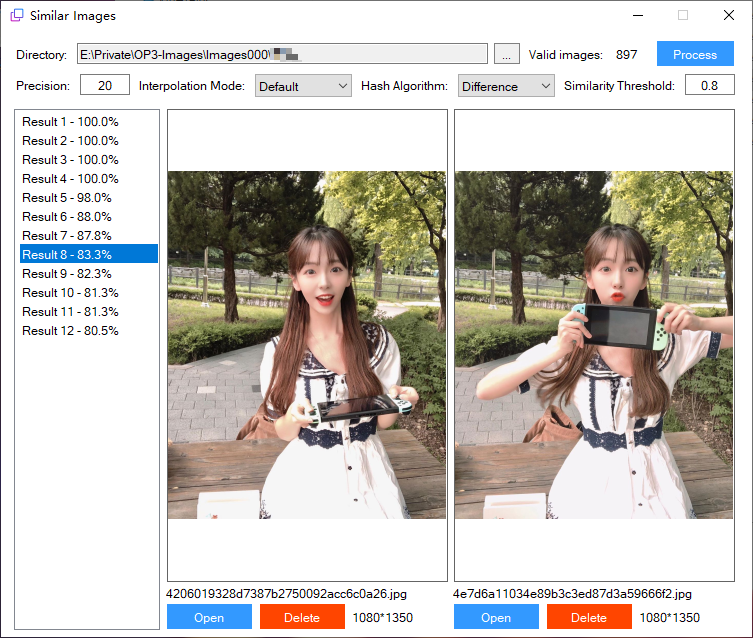 Similar Images
Directory: E:\Private\OP3-Images\Images000\ ... Valid images: 897 Process
Precision: 20 Interpolation Mode: Default Hash Algorithm: Difference Similarity Threshold: 0.8
Result 1 - 100.0%
Result 2 - 100.0%
Result 3 - 100.0%
Result 4 - 100.0%
Result 5 - 98.0%
Result 6 - 88.0%
Result 7 - 87.8%
Result 8 - 83.3%
Result 9 - 82.3%
Result 10 - 81.3%
Result 11 - 81.3%
Result 12 - 80.5%
4206019328d7387b2750092acc6c0a26.jpg
Open Delete 1080*1350
4e7d6a11034e89b3c3ed87d3a59666f2.jpg
Open Delete 1080*1350